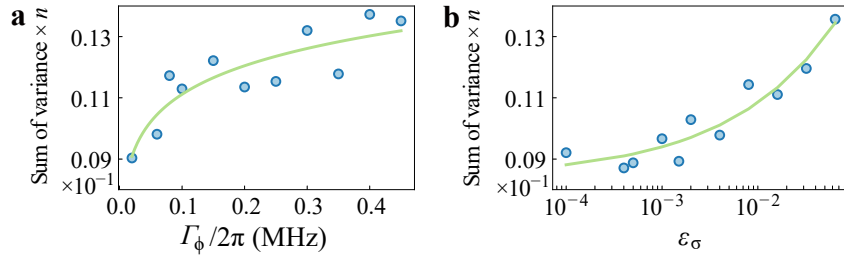 a
Sum of variance × n
0.13
0.11
0.09
×10⁻¹
0.0 0.1 0.2 0.3 0.4
Γϕ/2π (MHz)
b
Sum of variance × n
0.13
0.11
0.09
×10⁻¹
10⁻⁴ 10⁻³ 10⁻²
εσ